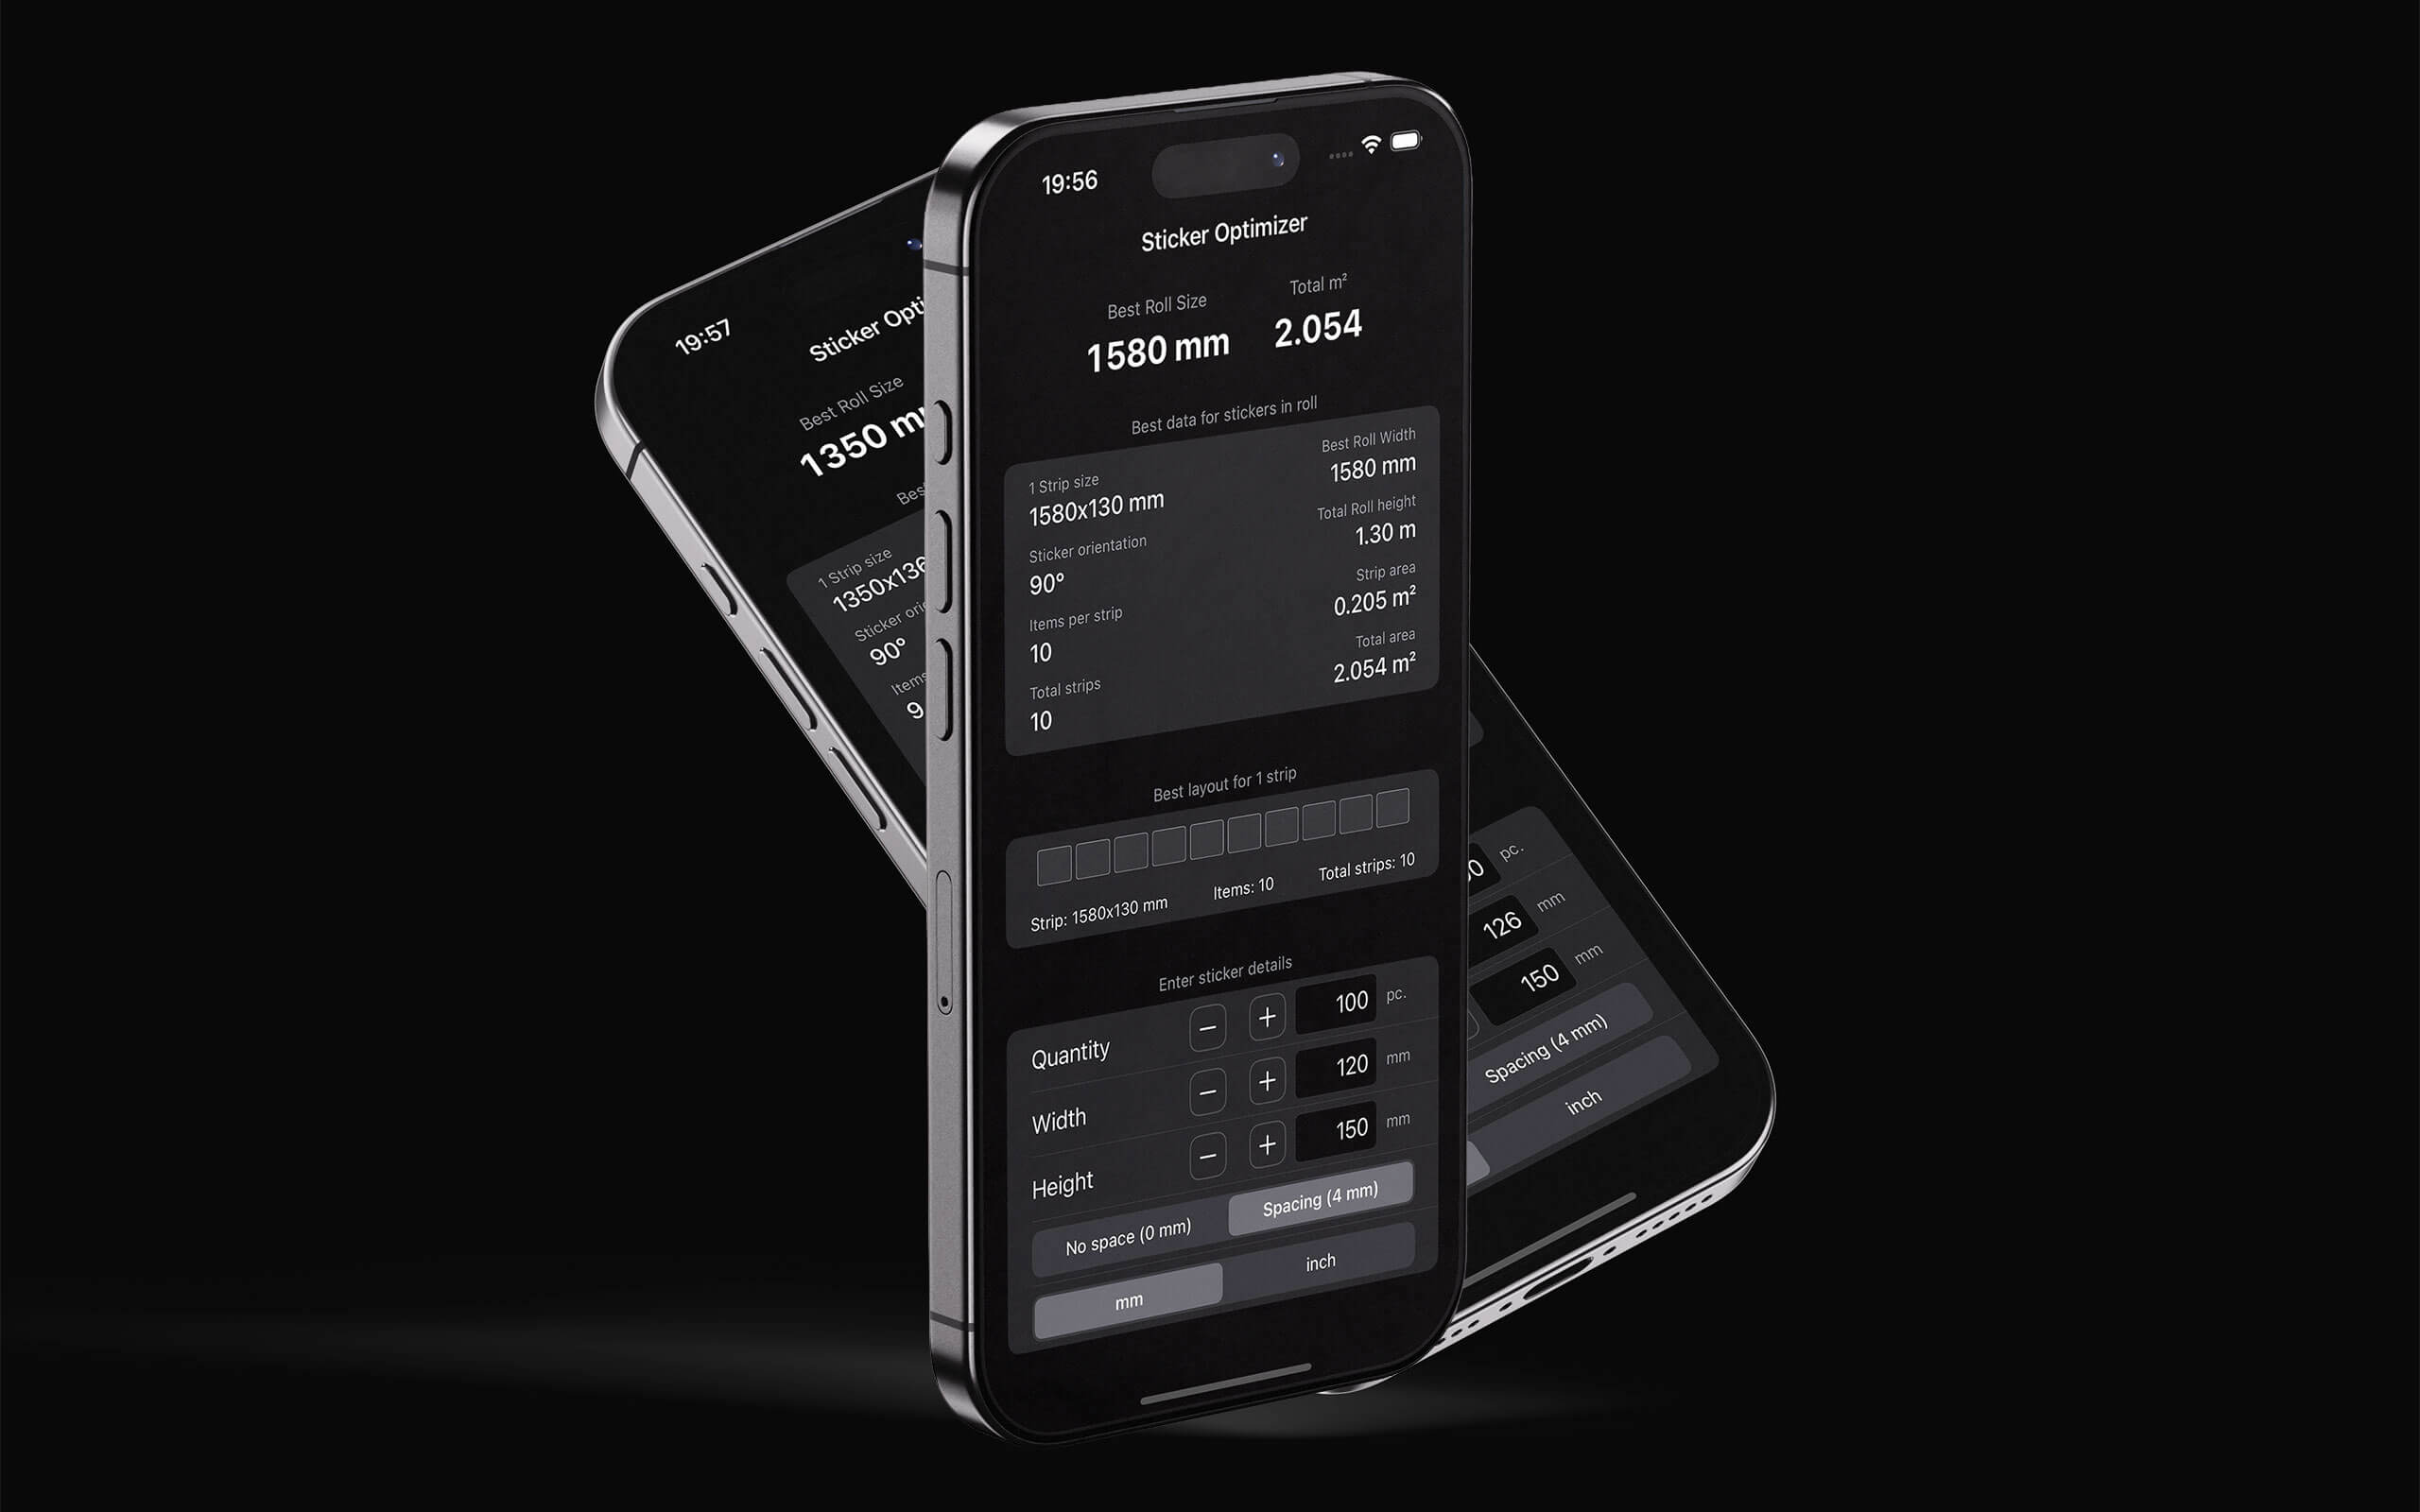 19:56
Sticker Optimizer
Best Roll Size
Total m²
1580 mm
2.054
Best data for stickers in roll
1 Strip size
Best Roll Width
1580x130 mm
1580 mm
Sticker orientation
Total Roll height
90°
1.30 m
Items per strip
Strip area
10
0.205 m²
Total strips
Total area
10
2.054 m²
Best layout for 1 strip
Strip: 1580x130 mm
Items: 10
Total strips: 10
Enter sticker details
Quantity
− + 100 pc.
Width
− + 120 mm
Height
− + 150 mm
No space (0 mm)
Spacing (4 mm)
mm
inch
19:57
Sticker Opti
Best Roll Size
1350 m
Best
1 Strip size
1350x136
Sticker orie
90°
Items
9
0 pc.
126 mm
150 mm
Spacing (4 mm)
inch